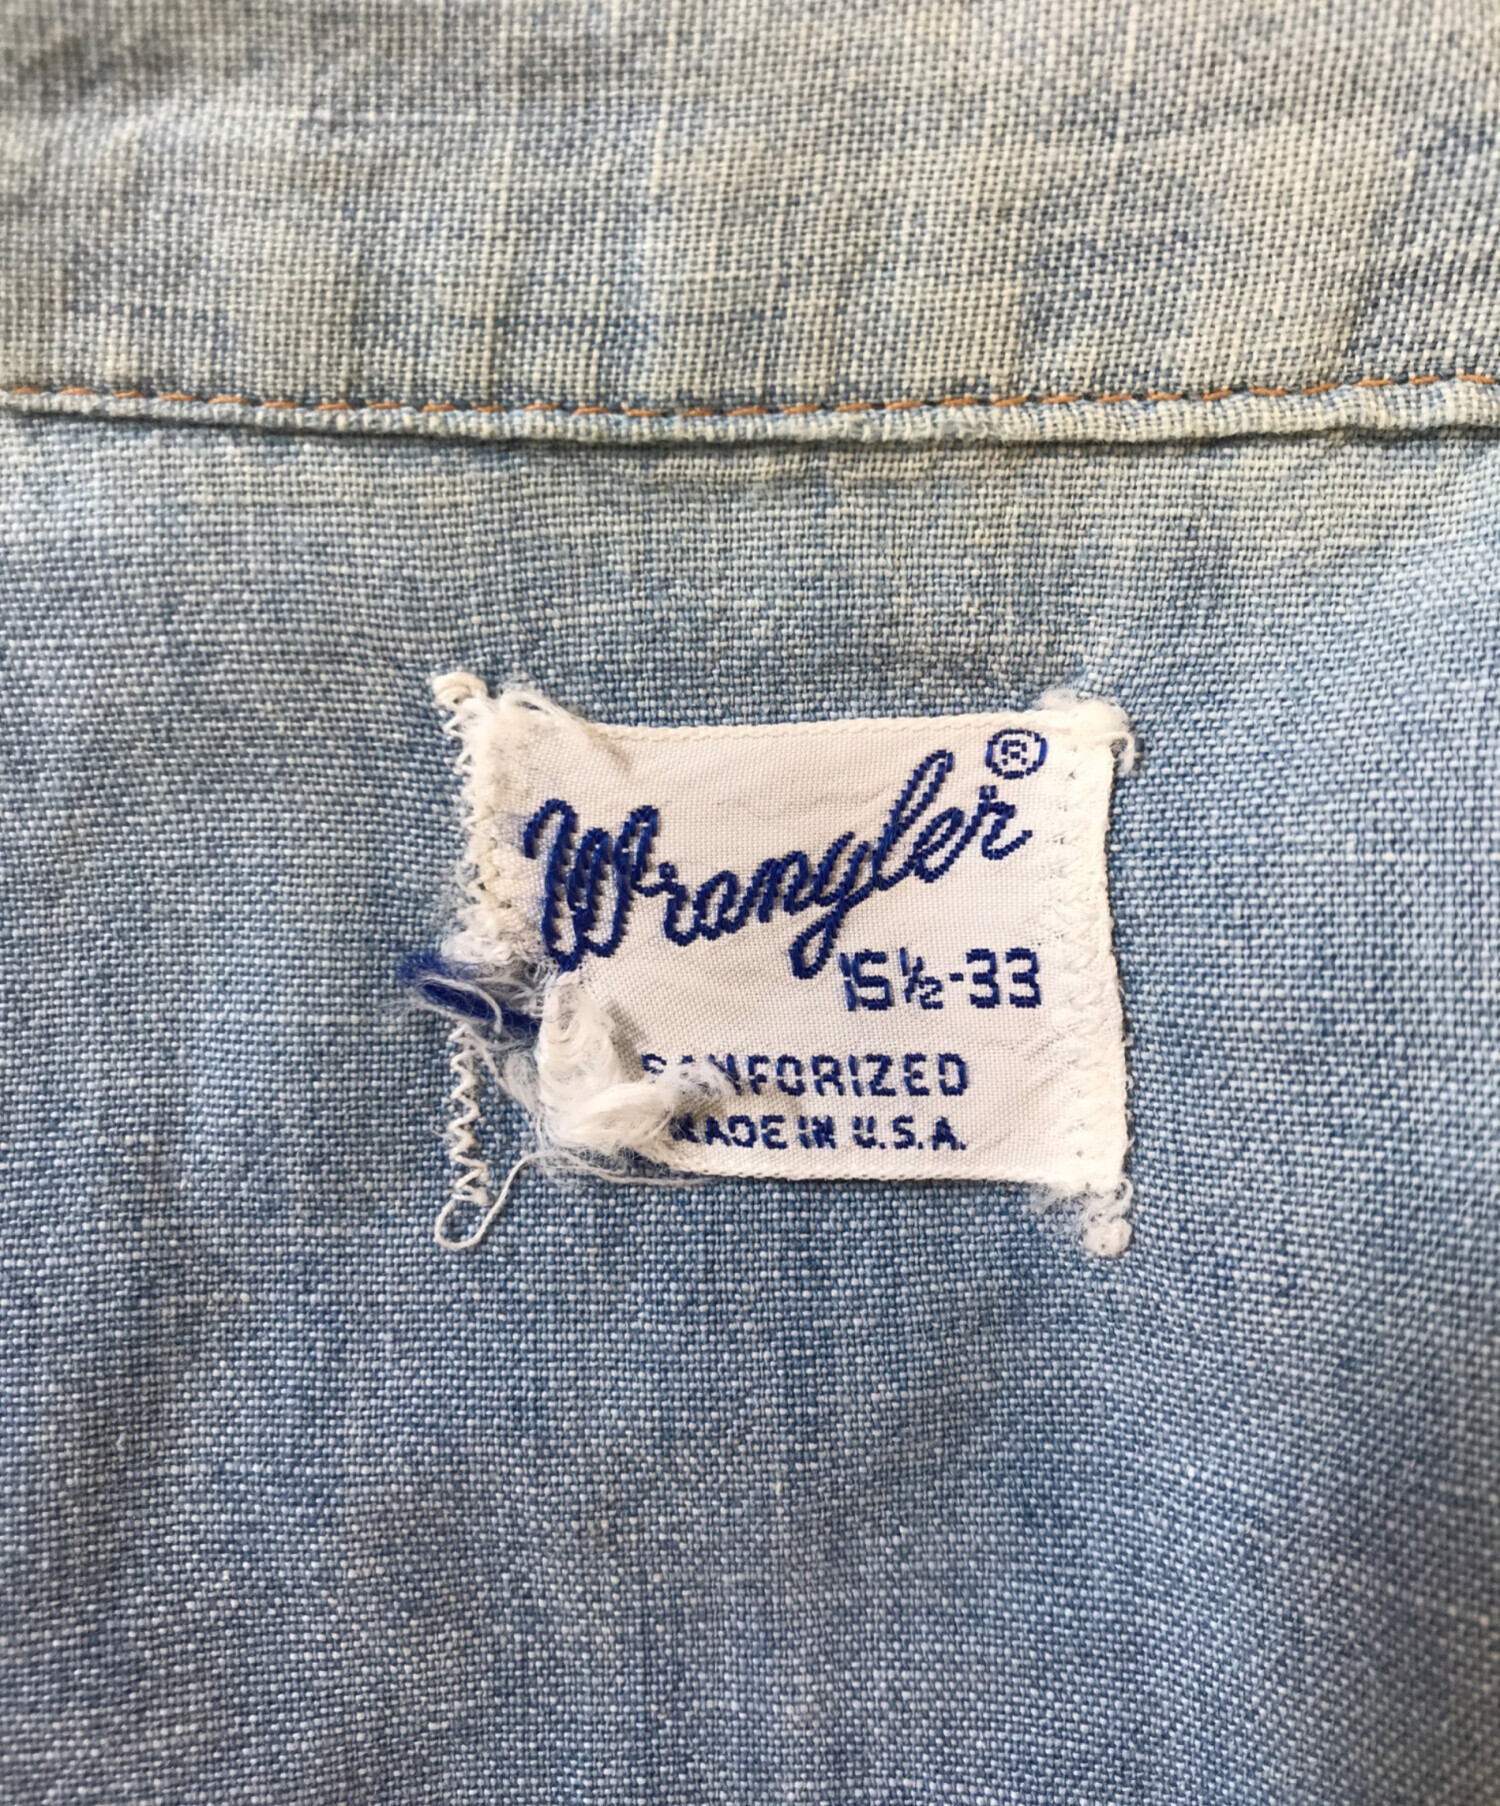 Wrangler®
15½-33
SANFORIZED
MADE IN U.S.A.